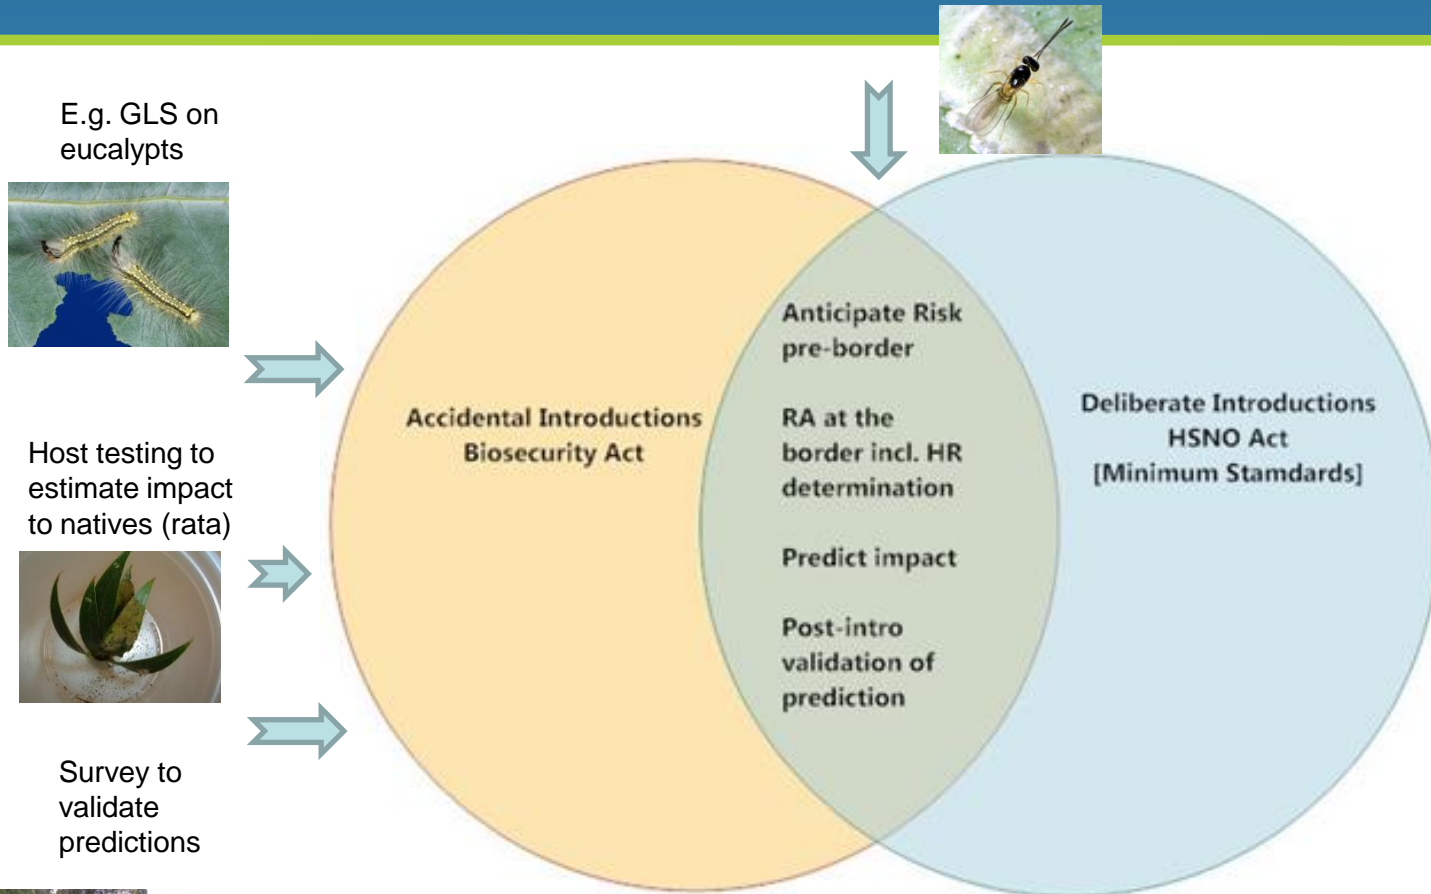 E.g. GLS on
eucalypts
Host testing to
estimate impact
to natives (rata)
Survey to
validate
predictions
Accidental Introductions
Biosecurity Act
Anticipate Risk
pre-border
RA at the
border incl. HR
determination
Predict impact
Post-intro
validation of
prediction
Deliberate Introductions
HSNO Act
[Minimum Stamdards]